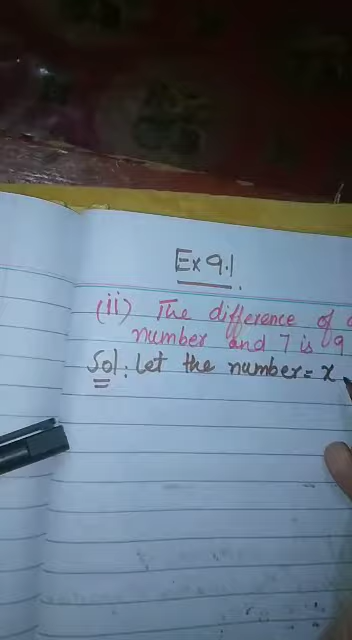 Ex 9.1
(ii) The difference of
number and 7 is 9
Sol: Let the number = x